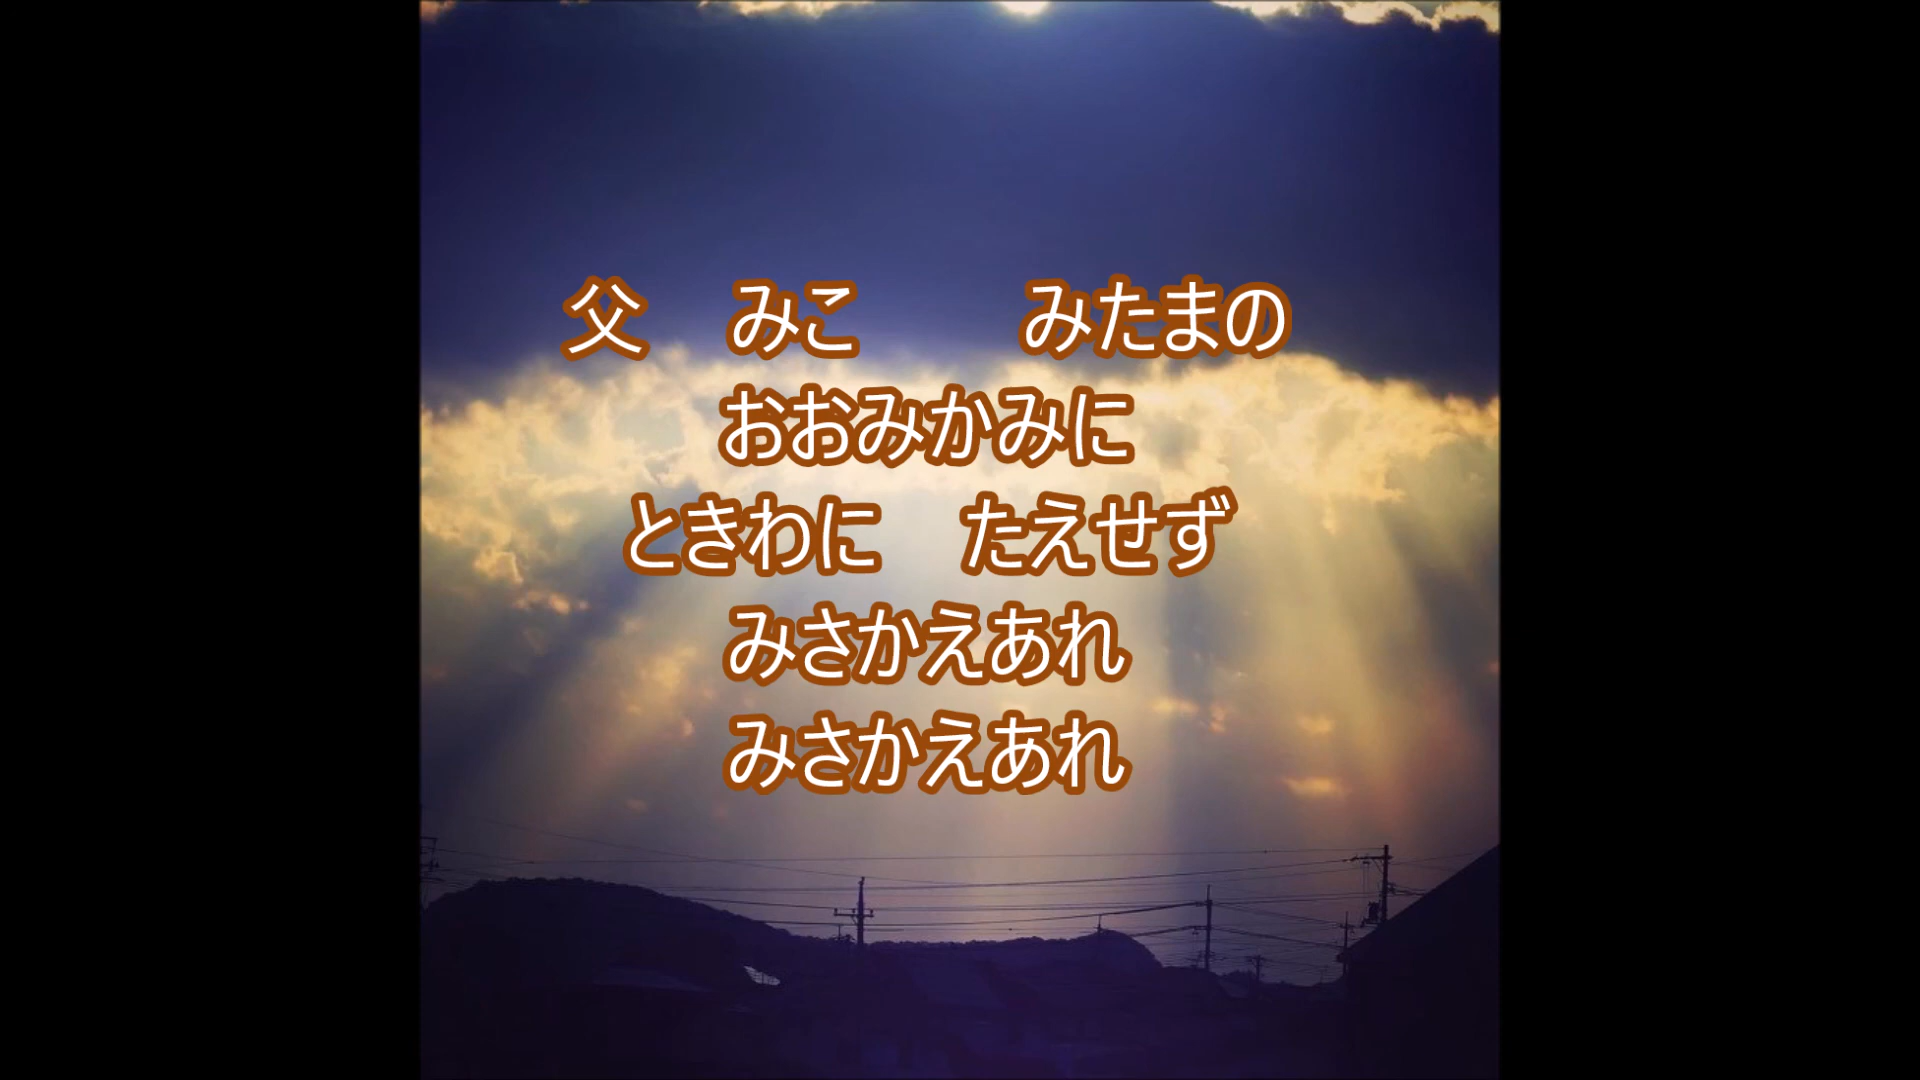 父　みこ　　みたまの
おおみかみに
ときわに　たえせず
みさかえあれ
みさかえあれ